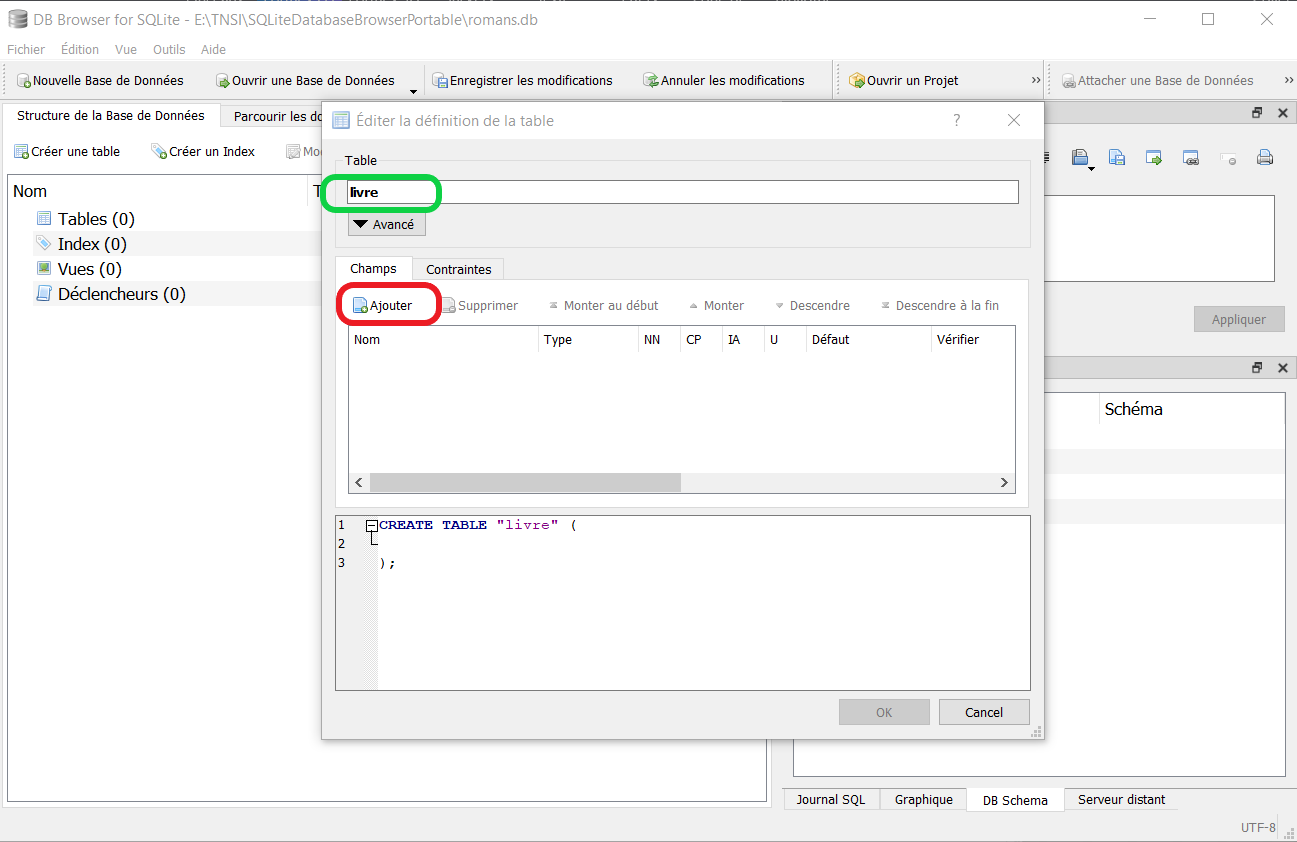 DB Browser for SQLite - E:\TNSI\SQLiteDatabaseBrowserPortable\romans.db
Fichier Édition Vue Outils Aide
Nouvelle Base de Données Ouvrir une Base de Données Enregistrer les modifications Annuler les modifications Ouvrir un Projet » Attacher une Base de Données »
Structure de la Base de Données Parcourir les do
Éditer la définition de la table ?
Créer une table Créer un Index Mo
Table
Nom T
livre
Tables (0)
Avancé
Index (0)
Vues (0)
Champs Contraintes
Déclencheurs (0)
Ajouter Supprimer Monter au début Monter Descendre Descendre à la fin
Appliquer
Nom Type NN CP IA U Défaut Vérifier
Schéma
1 CREATE TABLE "livre" (
2
3 );
OK Cancel
Journal SQL Graphique DB Schema Serveur distant
UTF-8